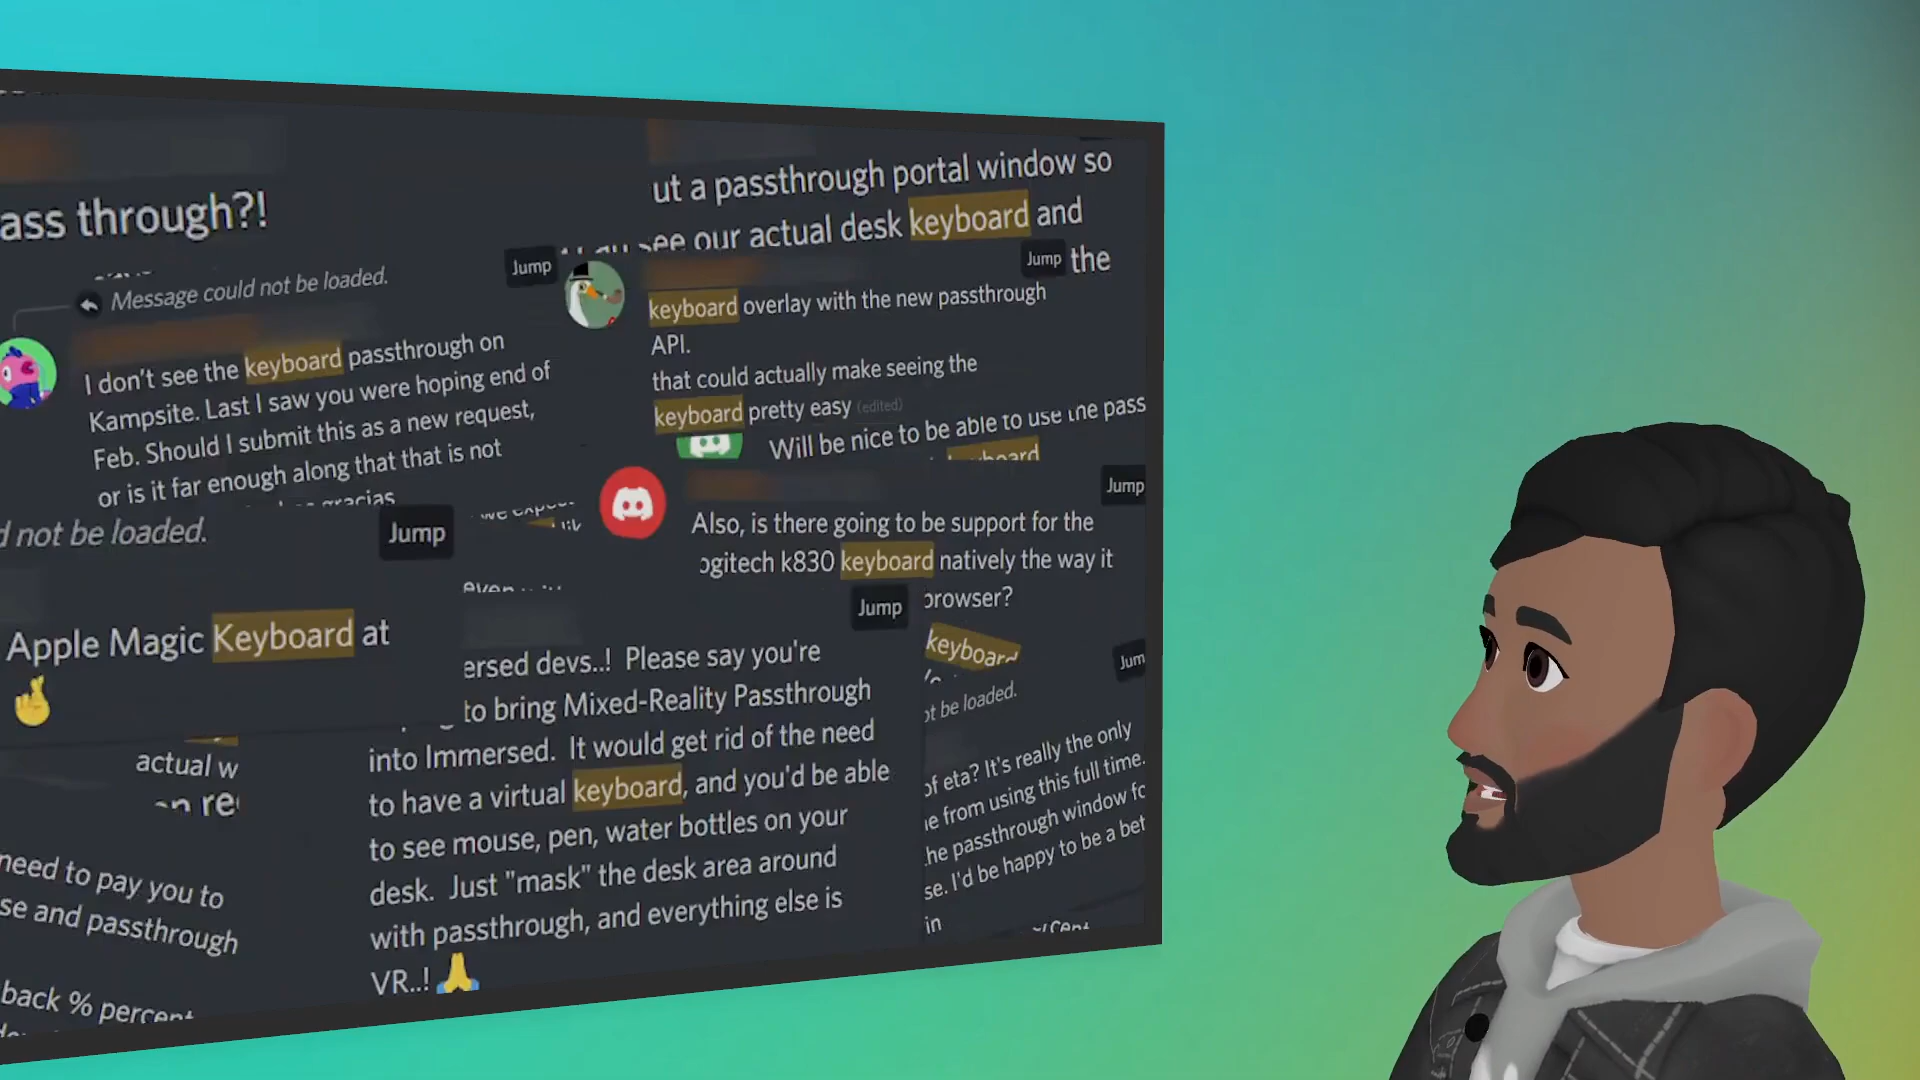 ass through?!
Message could not be loaded.
Jump
I don't see the keyboard passthrough on
Kampsite. Last I saw you were hoping end of
Feb. Should I submit this as a new request,
or is it far enough along that that is not
gracias
d not be loaded.
Jump
Apple Magic Keyboard at
actual w
need to pay you to
se and passthrough
back % percent
ut a passthrough portal window so
see our actual desk keyboard and
Jump the
keyboard overlay with the new passthrough
API.
that could actually make seeing the
keyboard pretty easy (edited)
Will be nice to be able to use the pass
keyboard
Jump
we expect
Also, is there going to be support for the
ogitech k830 keyboard natively the way it
browser?
Jump
ersed devs..! Please say you're
to bring Mixed-Reality Passthrough
into Immersed. It would get rid of the need
to have a virtual keyboard, and you'd be able
to see mouse, pen, water bottles on your
desk. Just "mask" the desk area around
with passthrough, and everything else is
VR..!
keyboard
Jum
ot be loaded.
of eta? It's really the only
e from using this full time.
he passthrough window fo
se. I'd be happy to be a bet
in